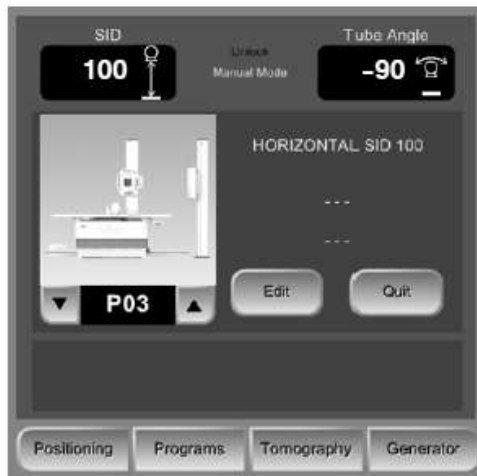 SID
Unlock
Tube Angle
100
Manual Mode
-90
HORIZONTAL SID 100
---
---
P03
Edit
Quit
Positioning
Programs
Tomography
Generator